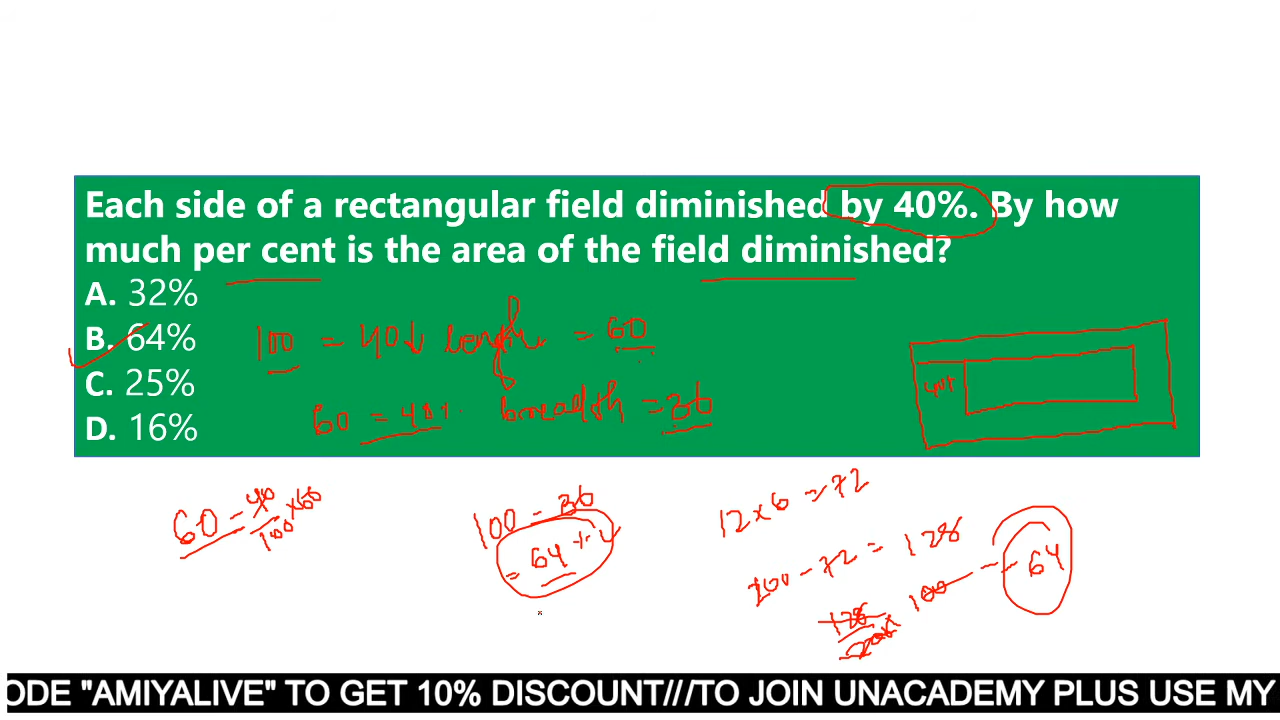 Each side of a rectangular field diminished by 40%. By how
much per cent is the area of the field diminished?
A. 32%
B. 64%
C. 25%
D. 16%
100 = 40↓ length = 60
60 = 40%. breadth = 36
40%
60 - 40/100 × 60
100 - 36
= 64 %
12 × 6 = 72
200 - 72 = 128
128/200 × 100 - 64
ODE "AMIYALIVE" TO GET 10% DISCOUNT///TO JOIN UNACADEMY PLUS USE MY